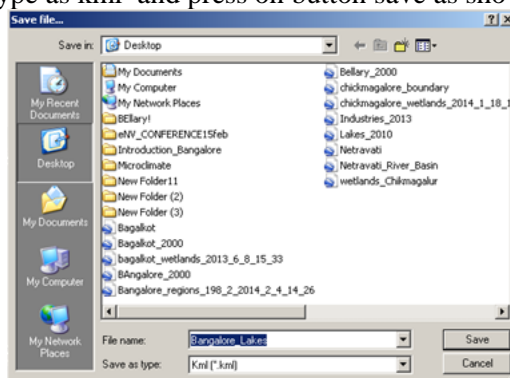 ype as kml and press on button save as sho
Save file...
Save in: Desktop
My Recent Documents
Desktop
My Documents
My Computer
My Network Places
My Documents
My Computer
My Network Places
BEllary!
eNV_CONFERENCE15feb
Introduction_Bangalore
Microclimate
New Folder11
New Folder (2)
New Folder (3)
Bagalkot
Bagalkot_2000
bagalkot_wetlands_2013_6_8_15_33
BAngalore_2000
Bangalore_regions_198_2_2014_2_4_14_26
Bellary_2000
chickmagalore_boundary
chickmagalore_wetlands_2014_1_18_1
Industries_2013
Lakes_2010
Netravati
Netravati_River_Basin
wetlands_Chikmagalur
File name: Bangalore_Lakes
Save
Save as type: Kml (*.kml)
Cancel